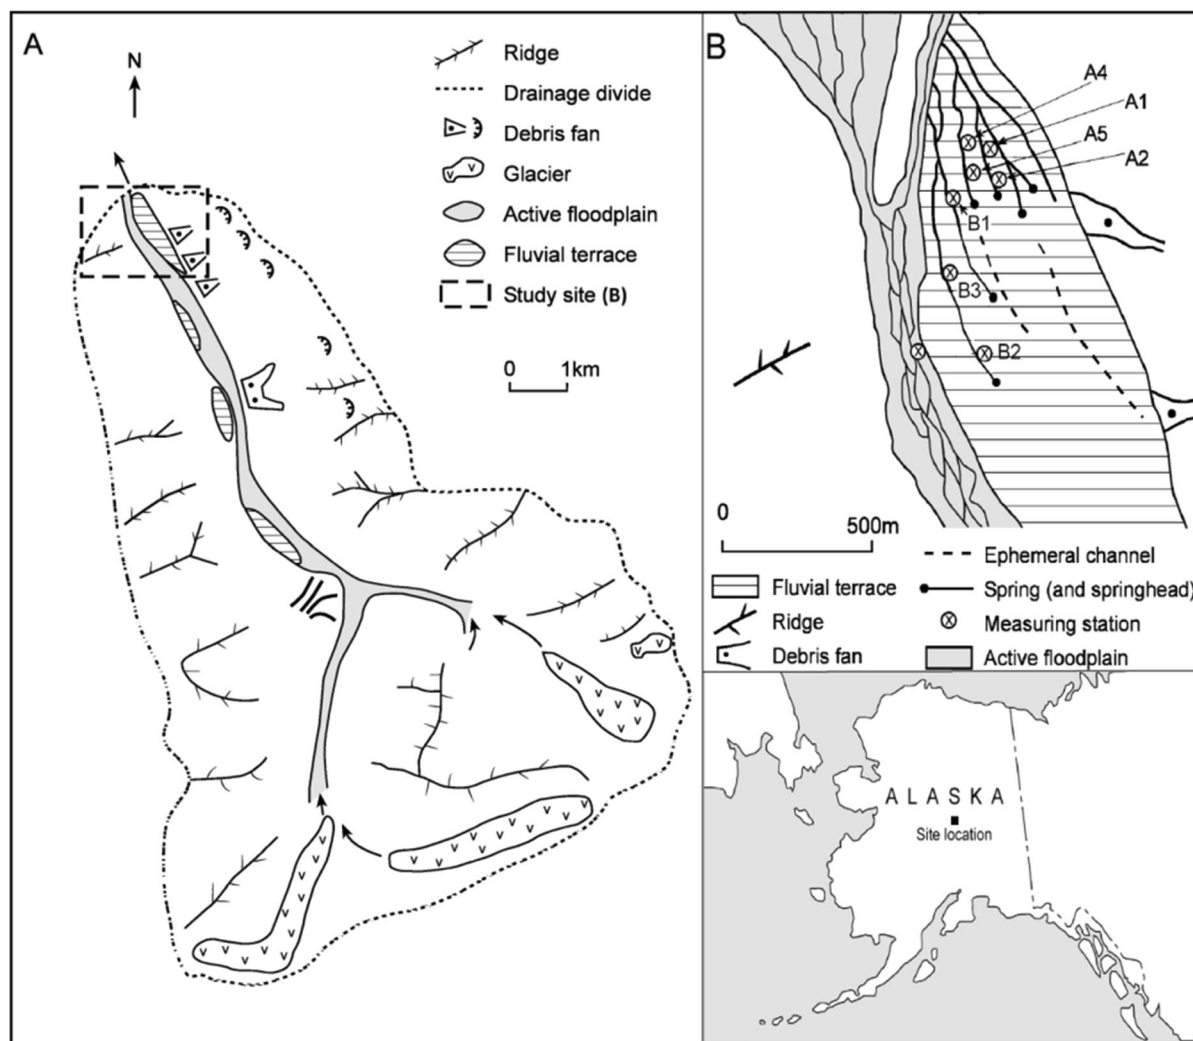 A
N
Ridge
Drainage divide
Debris fan
Glacier
Active floodplain
Fluvial terrace
Study site (B)
0 1km
B
A4
A1
A5
A2
B1
B3
B2
0 500m
Ephemeral channel
Fluvial terrace
Spring (and springhead)
Ridge
Measuring station
Debris fan
Active floodplain
ALASKA
Site location